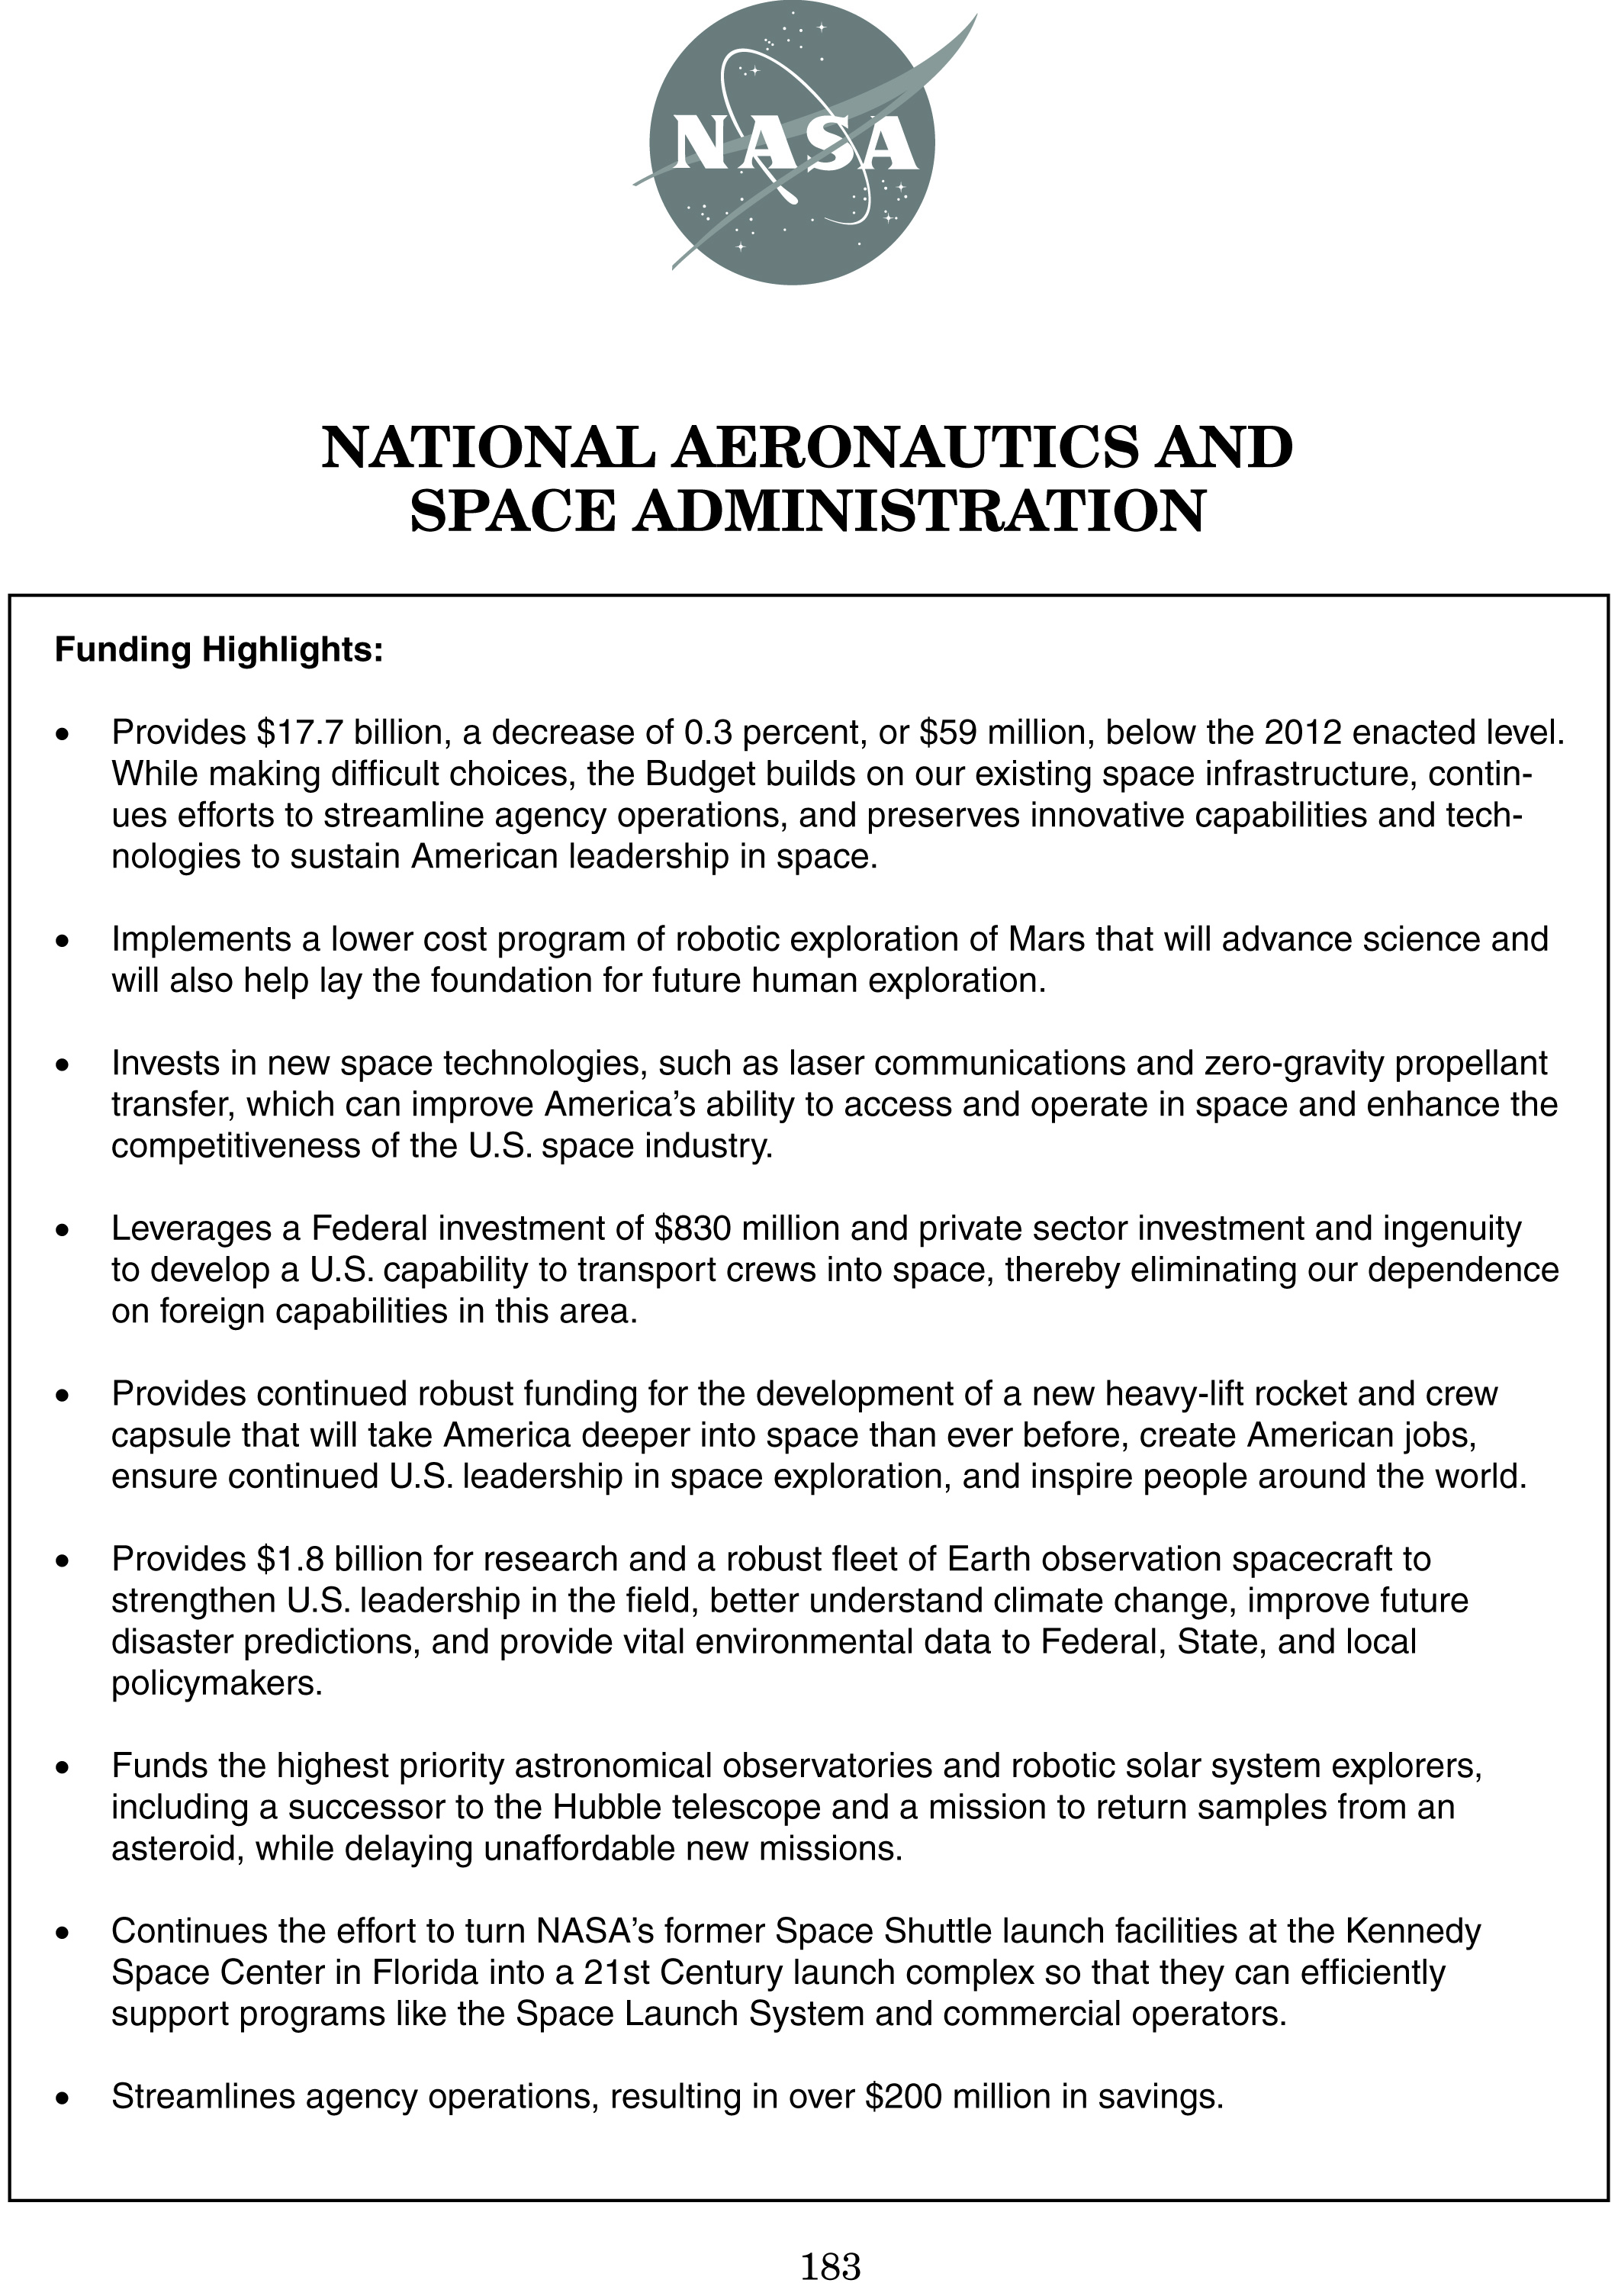 NASA
NATIONAL AERONAUTICS AND
SPACE ADMINISTRATION
Funding Highlights:
• Provides $17.7 billion, a decrease of 0.3 percent, or $59 million, below the 2012 enacted level.
While making difficult choices, the Budget builds on our existing space infrastructure, contin-
ues efforts to streamline agency operations, and preserves innovative capabilities and tech-
nologies to sustain American leadership in space.
• Implements a lower cost program of robotic exploration of Mars that will advance science and
will also help lay the foundation for future human exploration.
• Invests in new space technologies, such as laser communications and zero-gravity propellant
transfer, which can improve America’s ability to access and operate in space and enhance the
competitiveness of the U.S. space industry.
• Leverages a Federal investment of $830 million and private sector investment and ingenuity
to develop a U.S. capability to transport crews into space, thereby eliminating our dependence
on foreign capabilities in this area.
• Provides continued robust funding for the development of a new heavy-lift rocket and crew
capsule that will take America deeper into space than ever before, create American jobs,
ensure continued U.S. leadership in space exploration, and inspire people around the world.
• Provides $1.8 billion for research and a robust fleet of Earth observation spacecraft to
strengthen U.S. leadership in the field, better understand climate change, improve future
disaster predictions, and provide vital environmental data to Federal, State, and local
policymakers.
• Funds the highest priority astronomical observatories and robotic solar system explorers,
including a successor to the Hubble telescope and a mission to return samples from an
asteroid, while delaying unaffordable new missions.
• Continues the effort to turn NASA’s former Space Shuttle launch facilities at the Kennedy
Space Center in Florida into a 21st Century launch complex so that they can efficiently
support programs like the Space Launch System and commercial operators.
• Streamlines agency operations, resulting in over $200 million in savings.
183